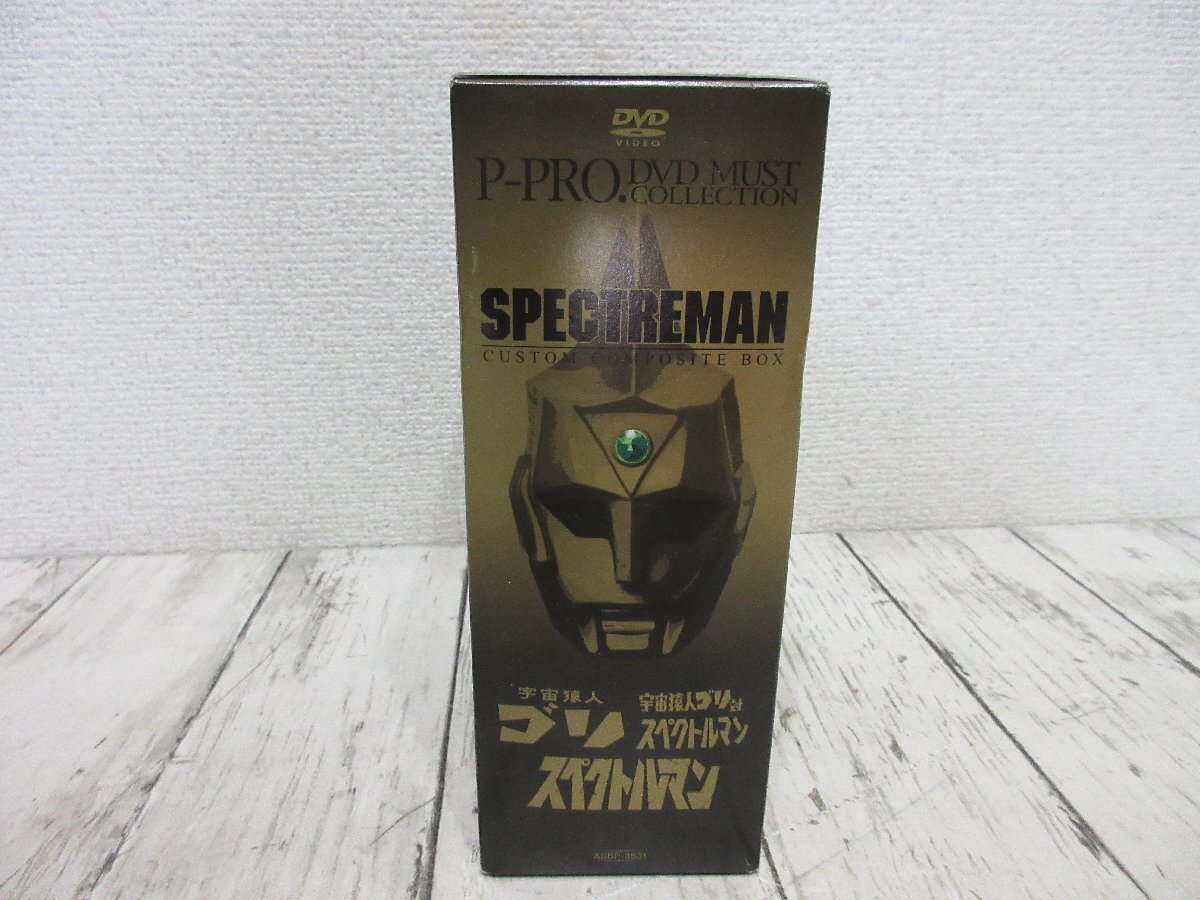 DVD
VIDEO
P-PRO. DVD MUST COLLECTION
SPECTREMAN
CUSTOM COMPOSITE BOX
宇宙猿人
ゴリ
宇宙猿人ゴリ対
スペクトルマン
スペクトルマン